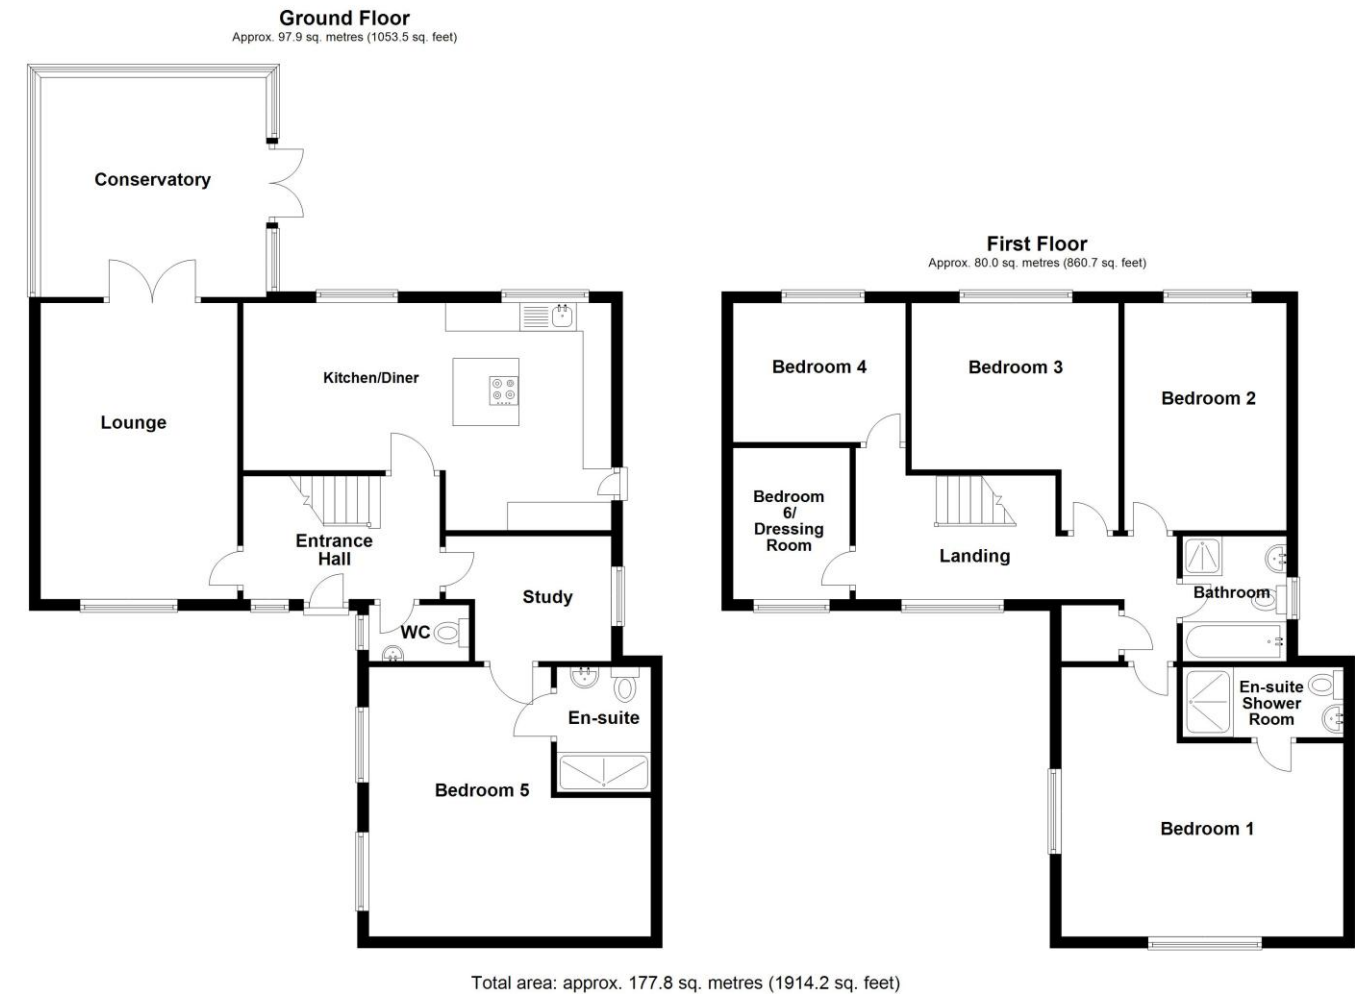 Ground Floor
Approx. 97.9 sq. metres (1053.5 sq. feet)
Conservatory
Lounge
Kitchen/Diner
Entrance
Hall
Study
WC
En-suite
Bedroom 5
First Floor
Approx. 80.0 sq. metres (860.7 sq. feet)
Bedroom 4
Bedroom 3
Bedroom 2
Bedroom
6/
Dressing
Room
Landing
Bathroom
En-suite
Shower
Room
Bedroom 1
Total area: approx. 177.8 sq. metres (1914.2 sq. feet)